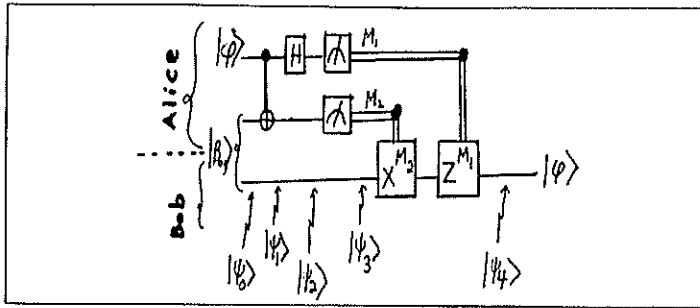 |φ⟩ H M₁
Alice
M₂
|β₀₀⟩
X^M₂ Z^M₁ |φ⟩
Bob
|ψ₀⟩ |ψ₁⟩ |ψ₂⟩ |ψ₃⟩ |ψ₄⟩